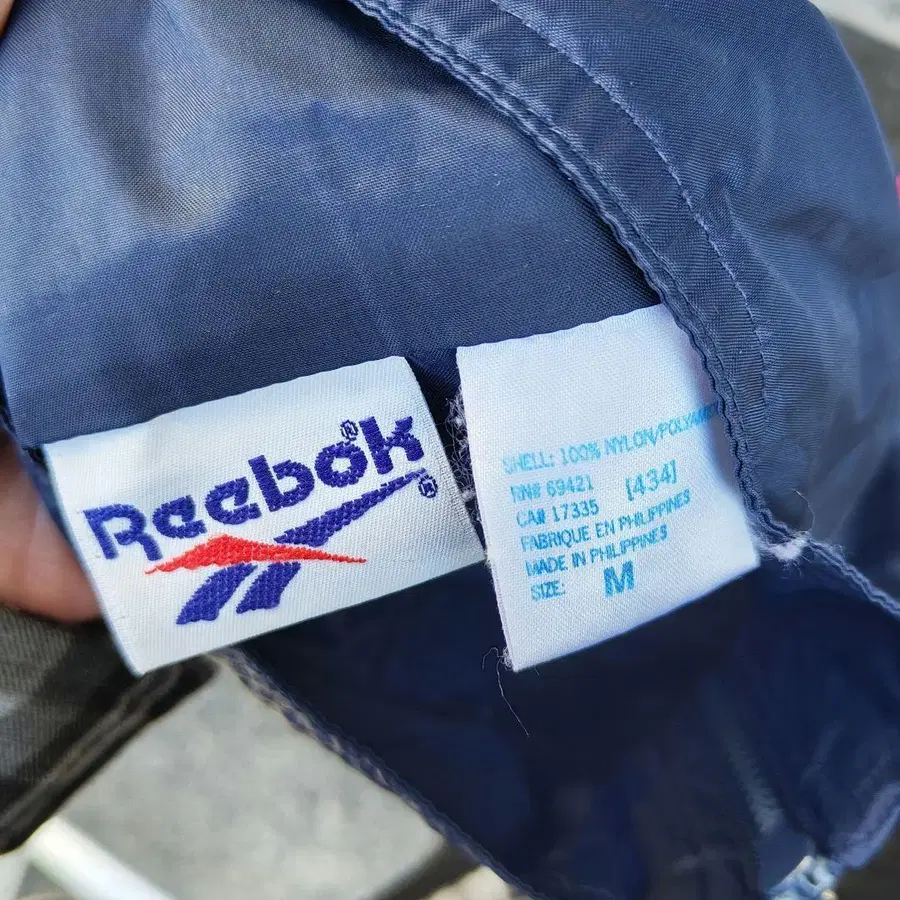 Reebok®
®
SHELL: 100% NYLON/POLYAMIDE
RN# 69421 [434]
CA# 17335
FABRIQUE EN PHILIPPINES
MADE IN PHILIPPINES
SIZE: M